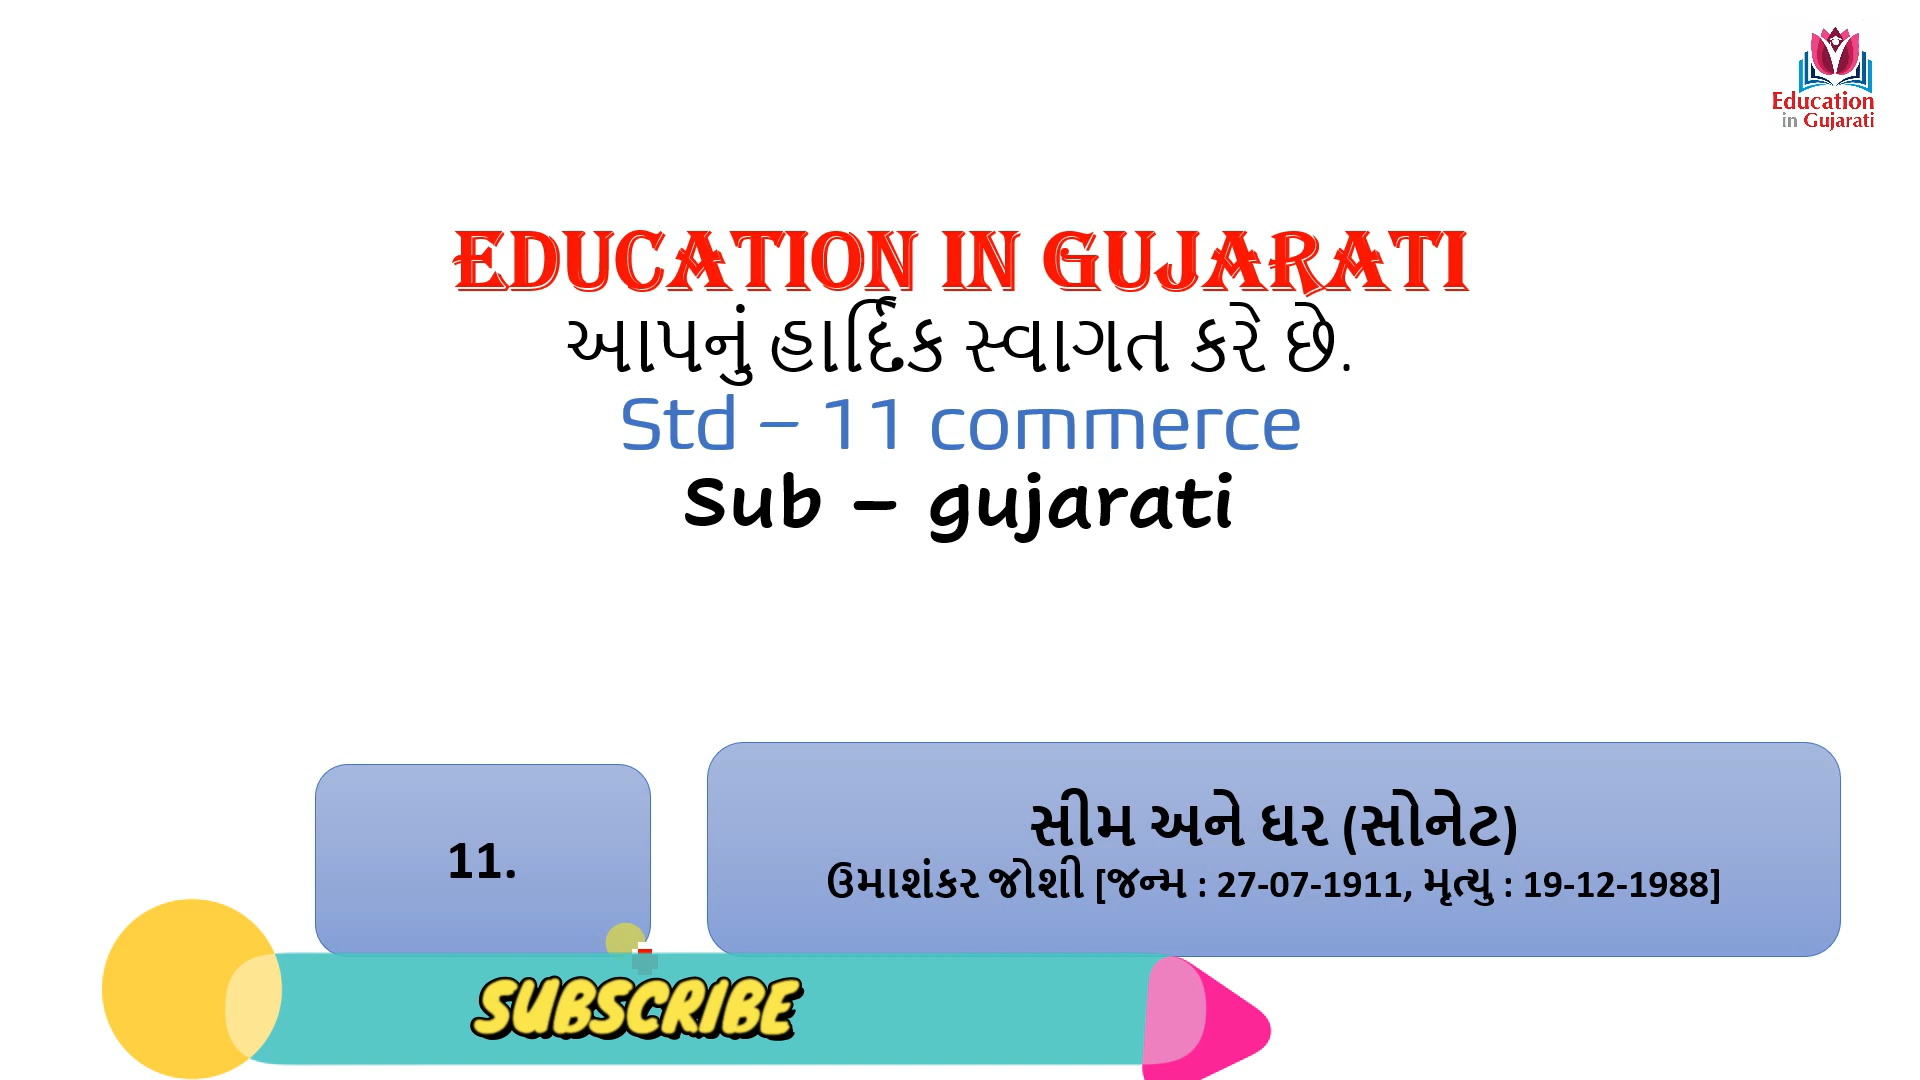 Education
in Gujarati
EDUCATION IN GUJARATI
આપનું હાર્દિક સ્વાગત કરે છે.
Std – 11 commerce
Sub – gujarati
11.
સીમ અને ઘર (સોનેટ)
ઉમાશંકર જોશી [જન્મ : 27-07-1911, મૃત્યુ : 19-12-1988]
SUBSCRIBE